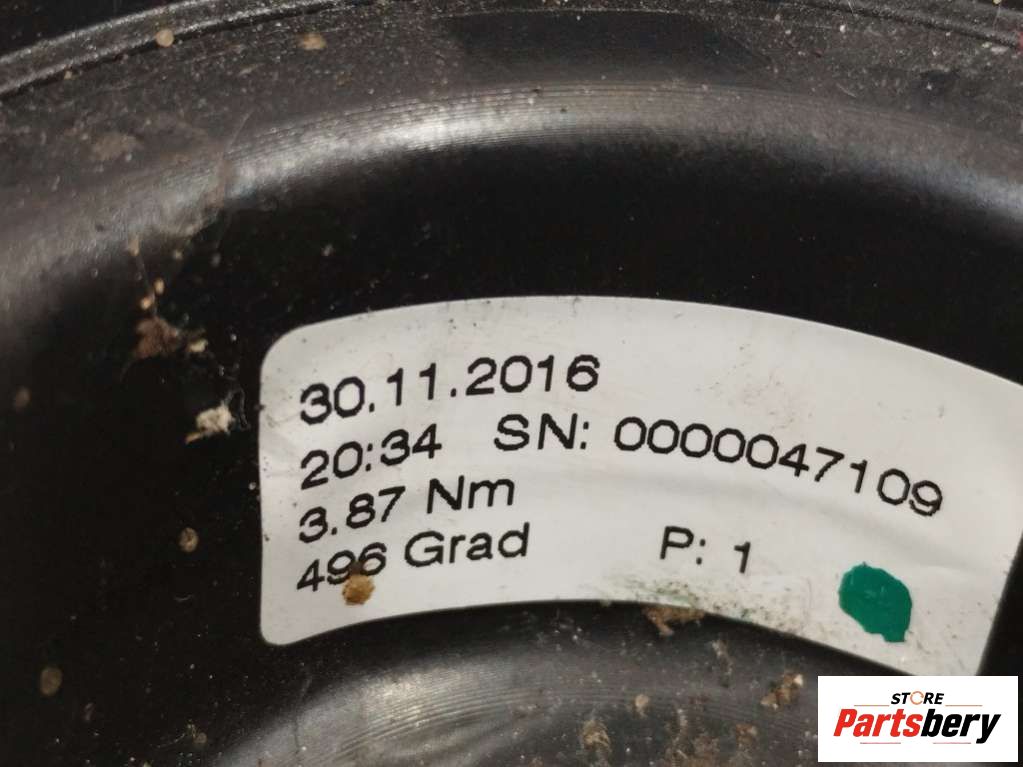 30.11.2016
20:34 SN: 0000047109
3.87 Nm
496 Grad P: 1
STORE
Partsbery